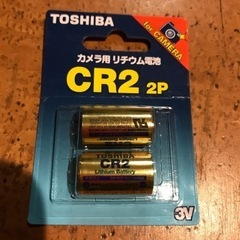 TOSHIBA
for CAMERA
カメラ用 リチウム電池
CR2 2P
TOSHIBA
CR2
Lithium Battery
3V